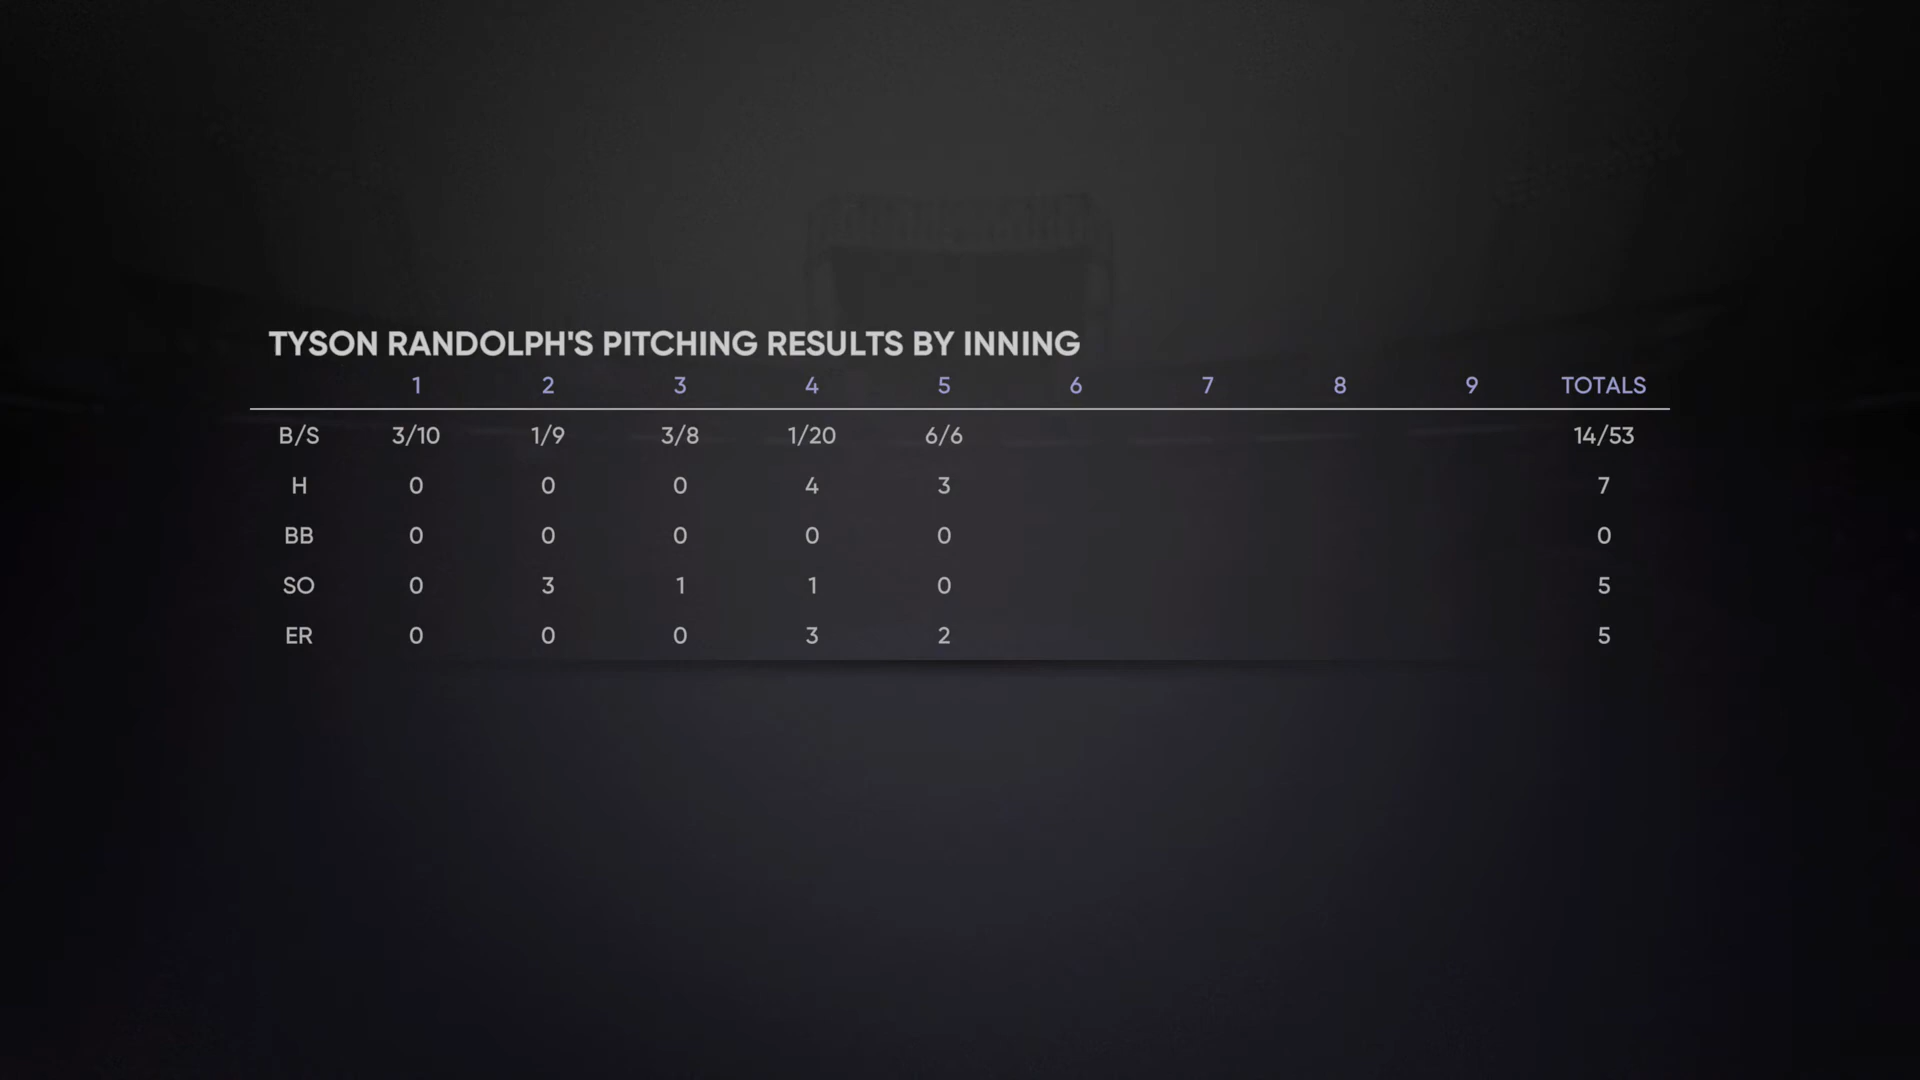 TYSON RANDOLPH'S PITCHING RESULTS BY INNING
1 2 3 4 5 6 7 8 9 TOTALS
B/S 3/10 1/9 3/8 1/20 6/6 14/53
H 0 0 0 4 3 7
BB 0 0 0 0 0 0
SO 0 3 1 1 0 5
ER 0 0 0 3 2 5